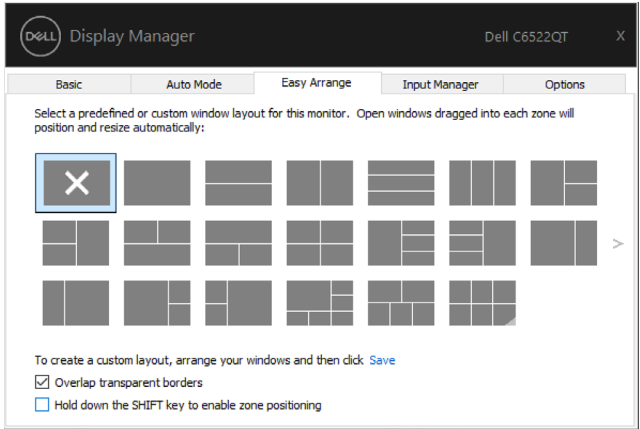 DELL Display Manager Dell C6522QT X
Basic Auto Mode Easy Arrange Input Manager Options
Select a predefined or custom window layout for this monitor. Open windows dragged into each zone will
position and resize automatically:
>
To create a custom layout, arrange your windows and then click Save
Overlap transparent borders
Hold down the SHIFT key to enable zone positioning